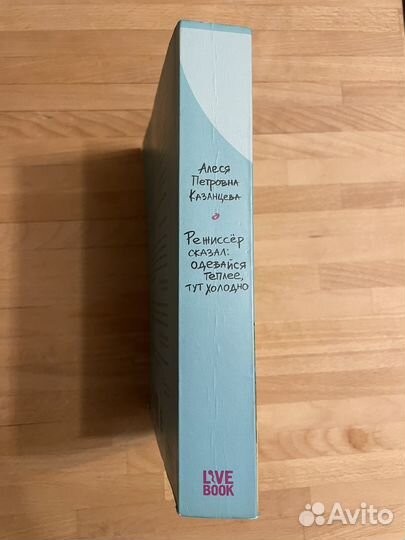 Алеся
Петровна
Казанцева
Режиссёр
сказал:
одевайся
теплее,
тут холодно
LIVE
BOOK
Avito